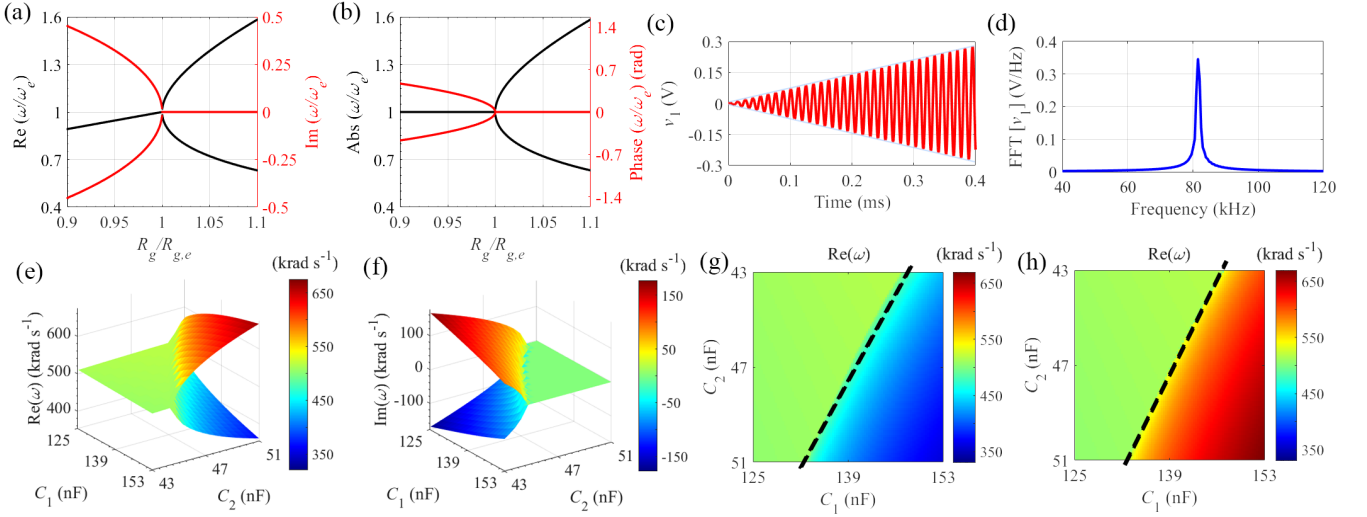 (a)
Re (ω/ω_e)
1.6
1.3
1
0.7
0.4
0.9
0.95
1
1.05
1.1
R_g/R_{g,e}
0.5
0.25
0
-0.25
-0.5
Im (ω/ω_e)
(b)
Abs (ω/ω_e)
1.6
1.3
1
0.7
0.4
0.9
0.95
1
1.05
1.1
R_g/R_{g,e}
1.4
0.7
0
-0.7
-1.4
Phase (ω/ω_e) (rad)
(c)
v_1 (V)
0.3
0.15
0
-0.15
-0.3
0
0.1
0.2
0.3
0.4
Time (ms)
(d)
FFT [v_1] (V/Hz)
0.4
0.3
0.2
0.1
0
40
60
80
100
120
Frequency (kHz)
(e)
(krad s⁻¹)
Re(ω) (krad s⁻¹)
600
500
400
125
139
153
C_1 (nF)
43
47
51
C_2 (nF)
650
550
450
350
(f)
(krad s⁻¹)
Im(ω) (krad s⁻¹)
100
0
-100
125
139
153
C_1 (nF)
43
47
51
C_2 (nF)
150
50
-50
-150
(g)
Re(ω)
(krad s⁻¹)
C_2 (nF)
43
47
51
125
139
153
C_1 (nF)
650
550
450
350
(h)
Re(ω)
(krad s⁻¹)
C_2 (nF)
43
47
51
125
139
153
C_1 (nF)
650
550
450
350